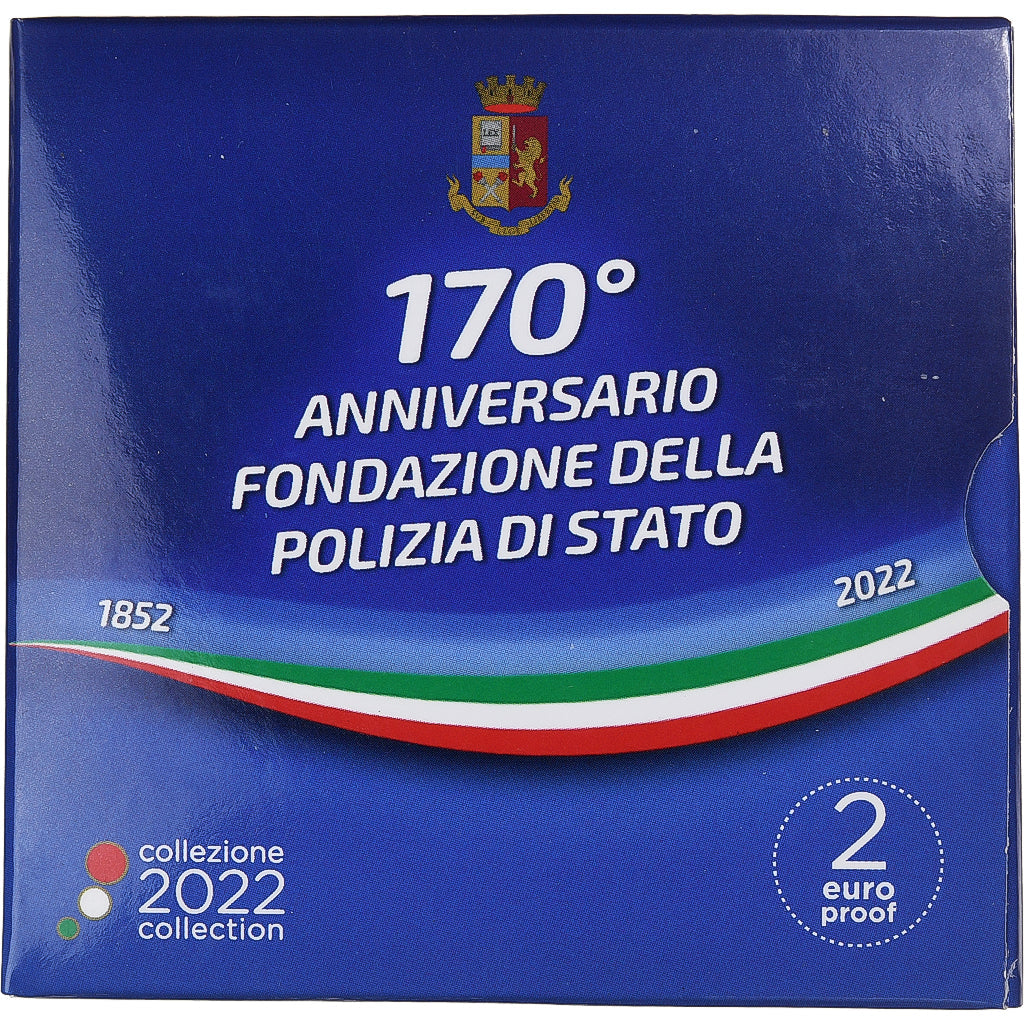 170°
ANNIVERSARIO
FONDAZIONE DELLA
POLIZIA DI STATO
1852
2022
collezione
2022
collection
2
euro
proof